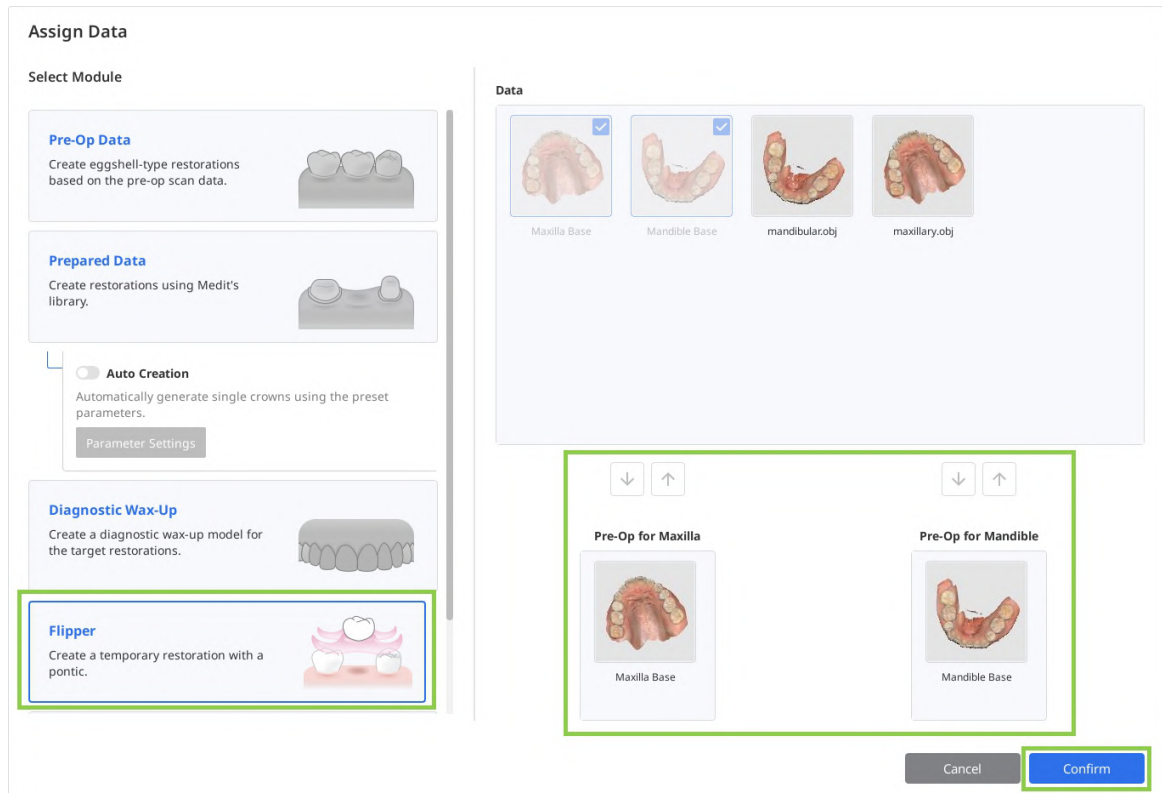 Assign Data
Select Module
Pre-Op Data
Create eggshell-type restorations
based on the pre-op scan data.
Prepared Data
Create restorations using Medit's
library.
Auto Creation
Automatically generate single crowns using the preset
parameters.
Parameter Settings
Diagnostic Wax-Up
Create a diagnostic wax-up model for
the target restorations.
Flipper
Create a temporary restoration with a
pontic.
Data
Maxilla Base
Mandible Base
mandibular.obj
maxillary.obj
Pre-Op for Maxilla
Pre-Op for Mandible
Maxilla Base
Mandible Base
Cancel
Confirm